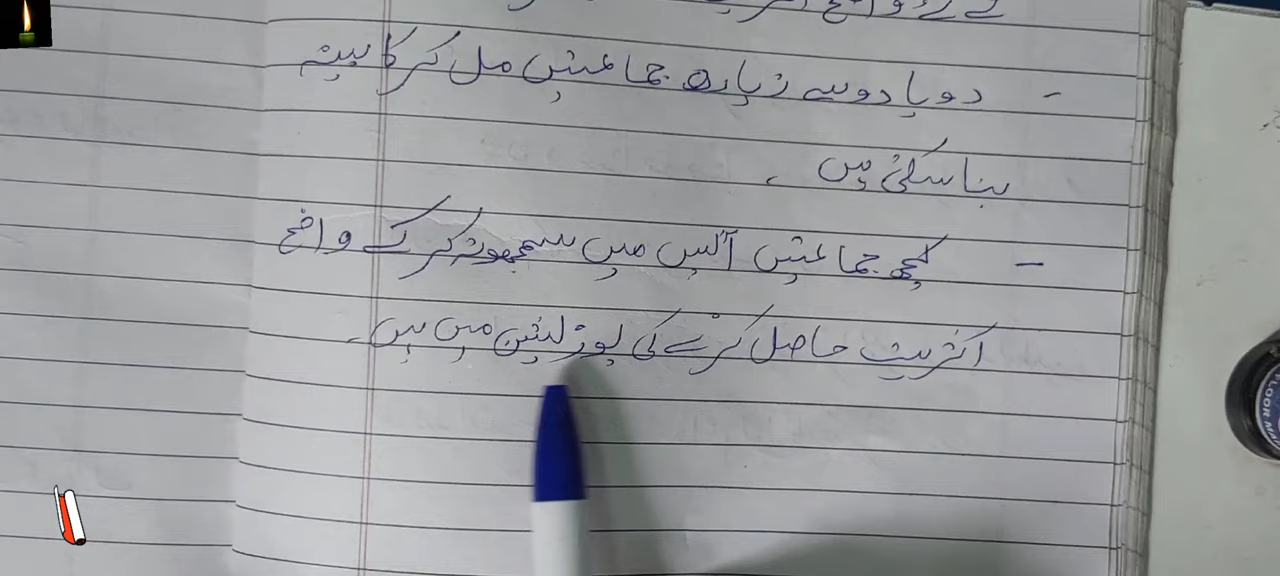 - دو یا دو سے زیادہ جماعتیں مل کر کابینہ
بنا سکتی ہیں ۔
- کچھ جماعتیں آپس میں سمجھوتہ کر کے واضح
اکثریت حاصل کرنے کی پوزیشن میں ہیں ۔